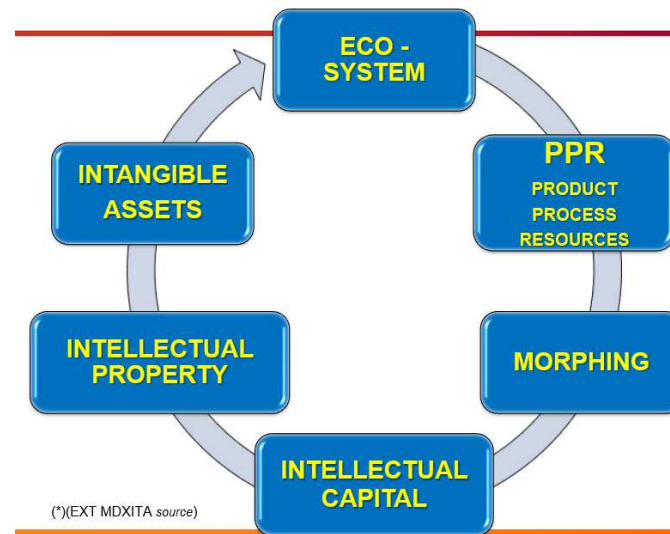 ECO -
SYSTEM
PPR
PRODUCT
PROCESS
RESOURCES
MORPHING
INTELLECTUAL
CAPITAL
INTELLECTUAL
PROPERTY
INTANGIBLE
ASSETS
(*)(EXT MDXITA source)